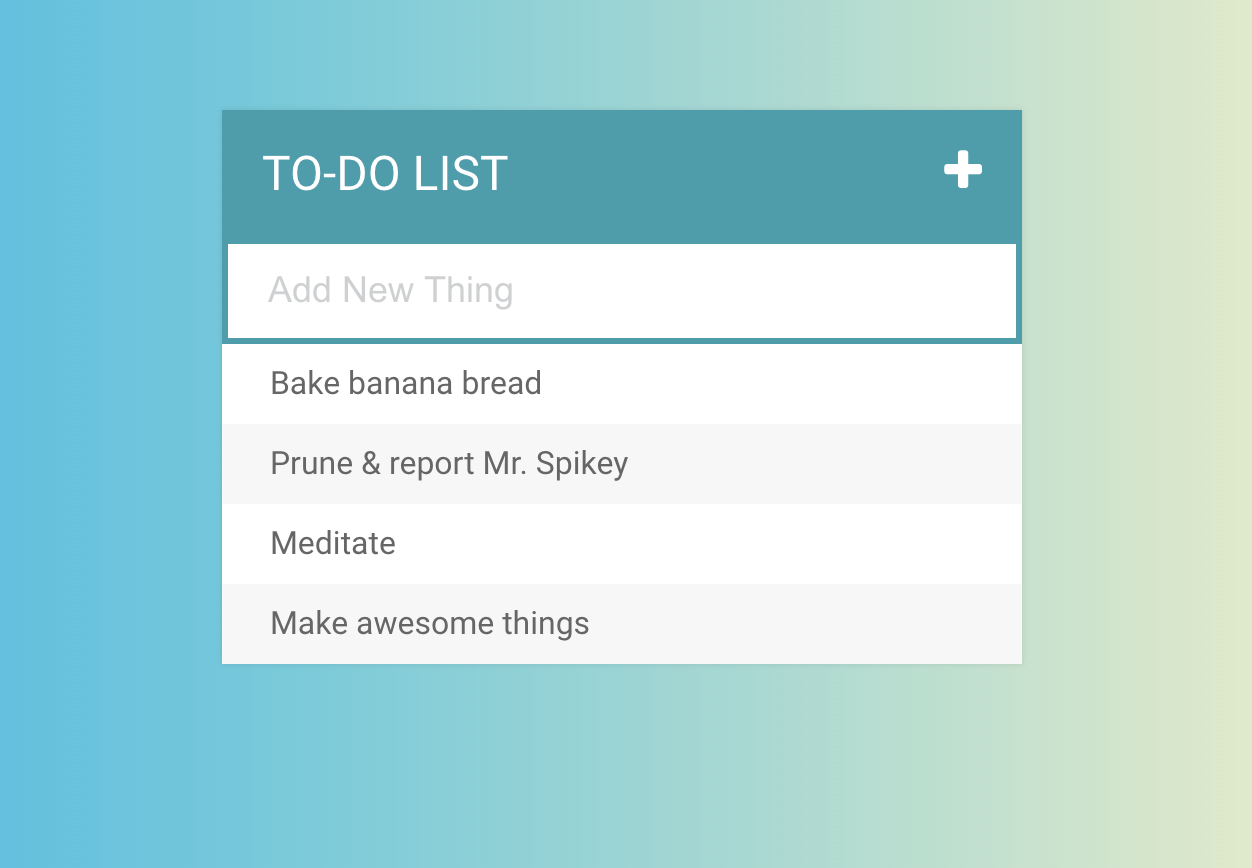 TO-DO LIST
Add New Thing
Bake banana bread
Prune & report Mr. Spikey
Meditate
Make awesome things